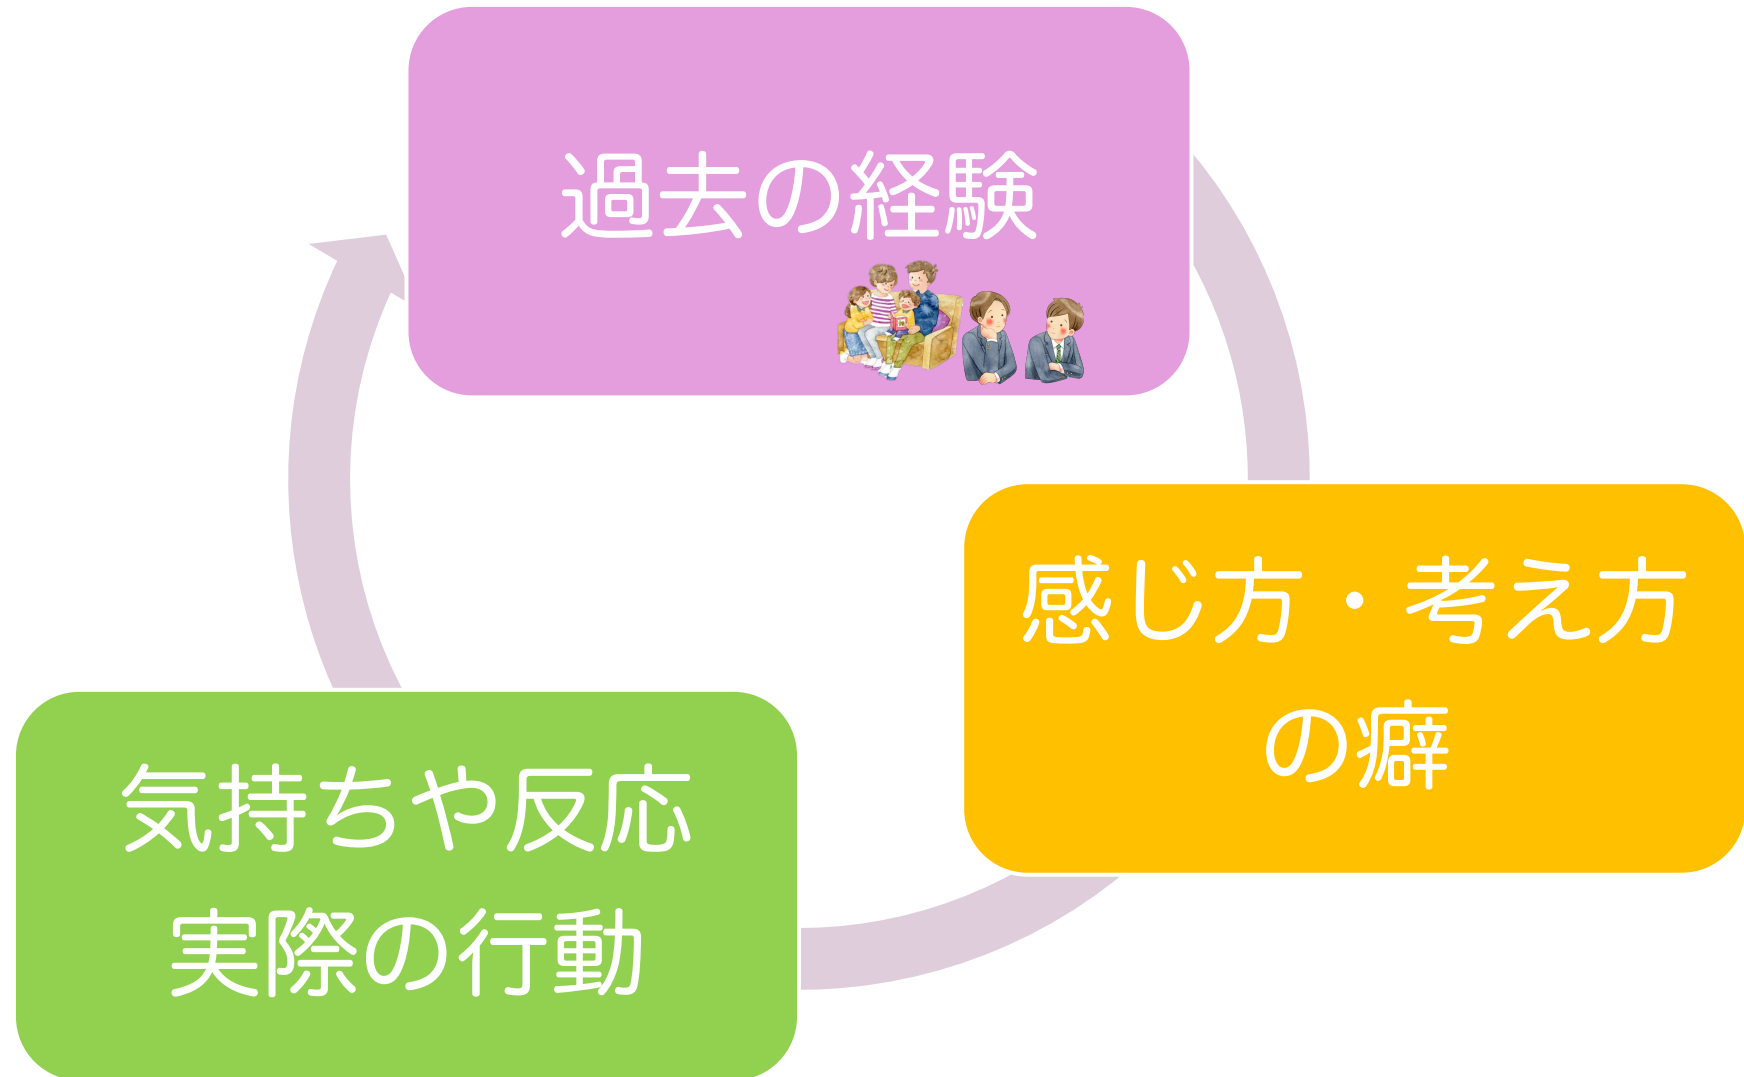 過去の経験
感じ方・考え方
の癖
気持ちや反応
実際の行動